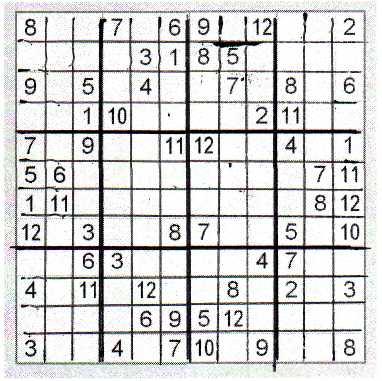 8 7 6 9 12 2
3 1 8 5
9 5 4 7 8 6
1 10 2 11
7 9 11 12 4 1
5 6 7 11
1 11 8 12
12 3 8 7 5 10
6 3 4 7
4 11 12 8 2 3
6 9 5 12
3 4 7 10 9 8